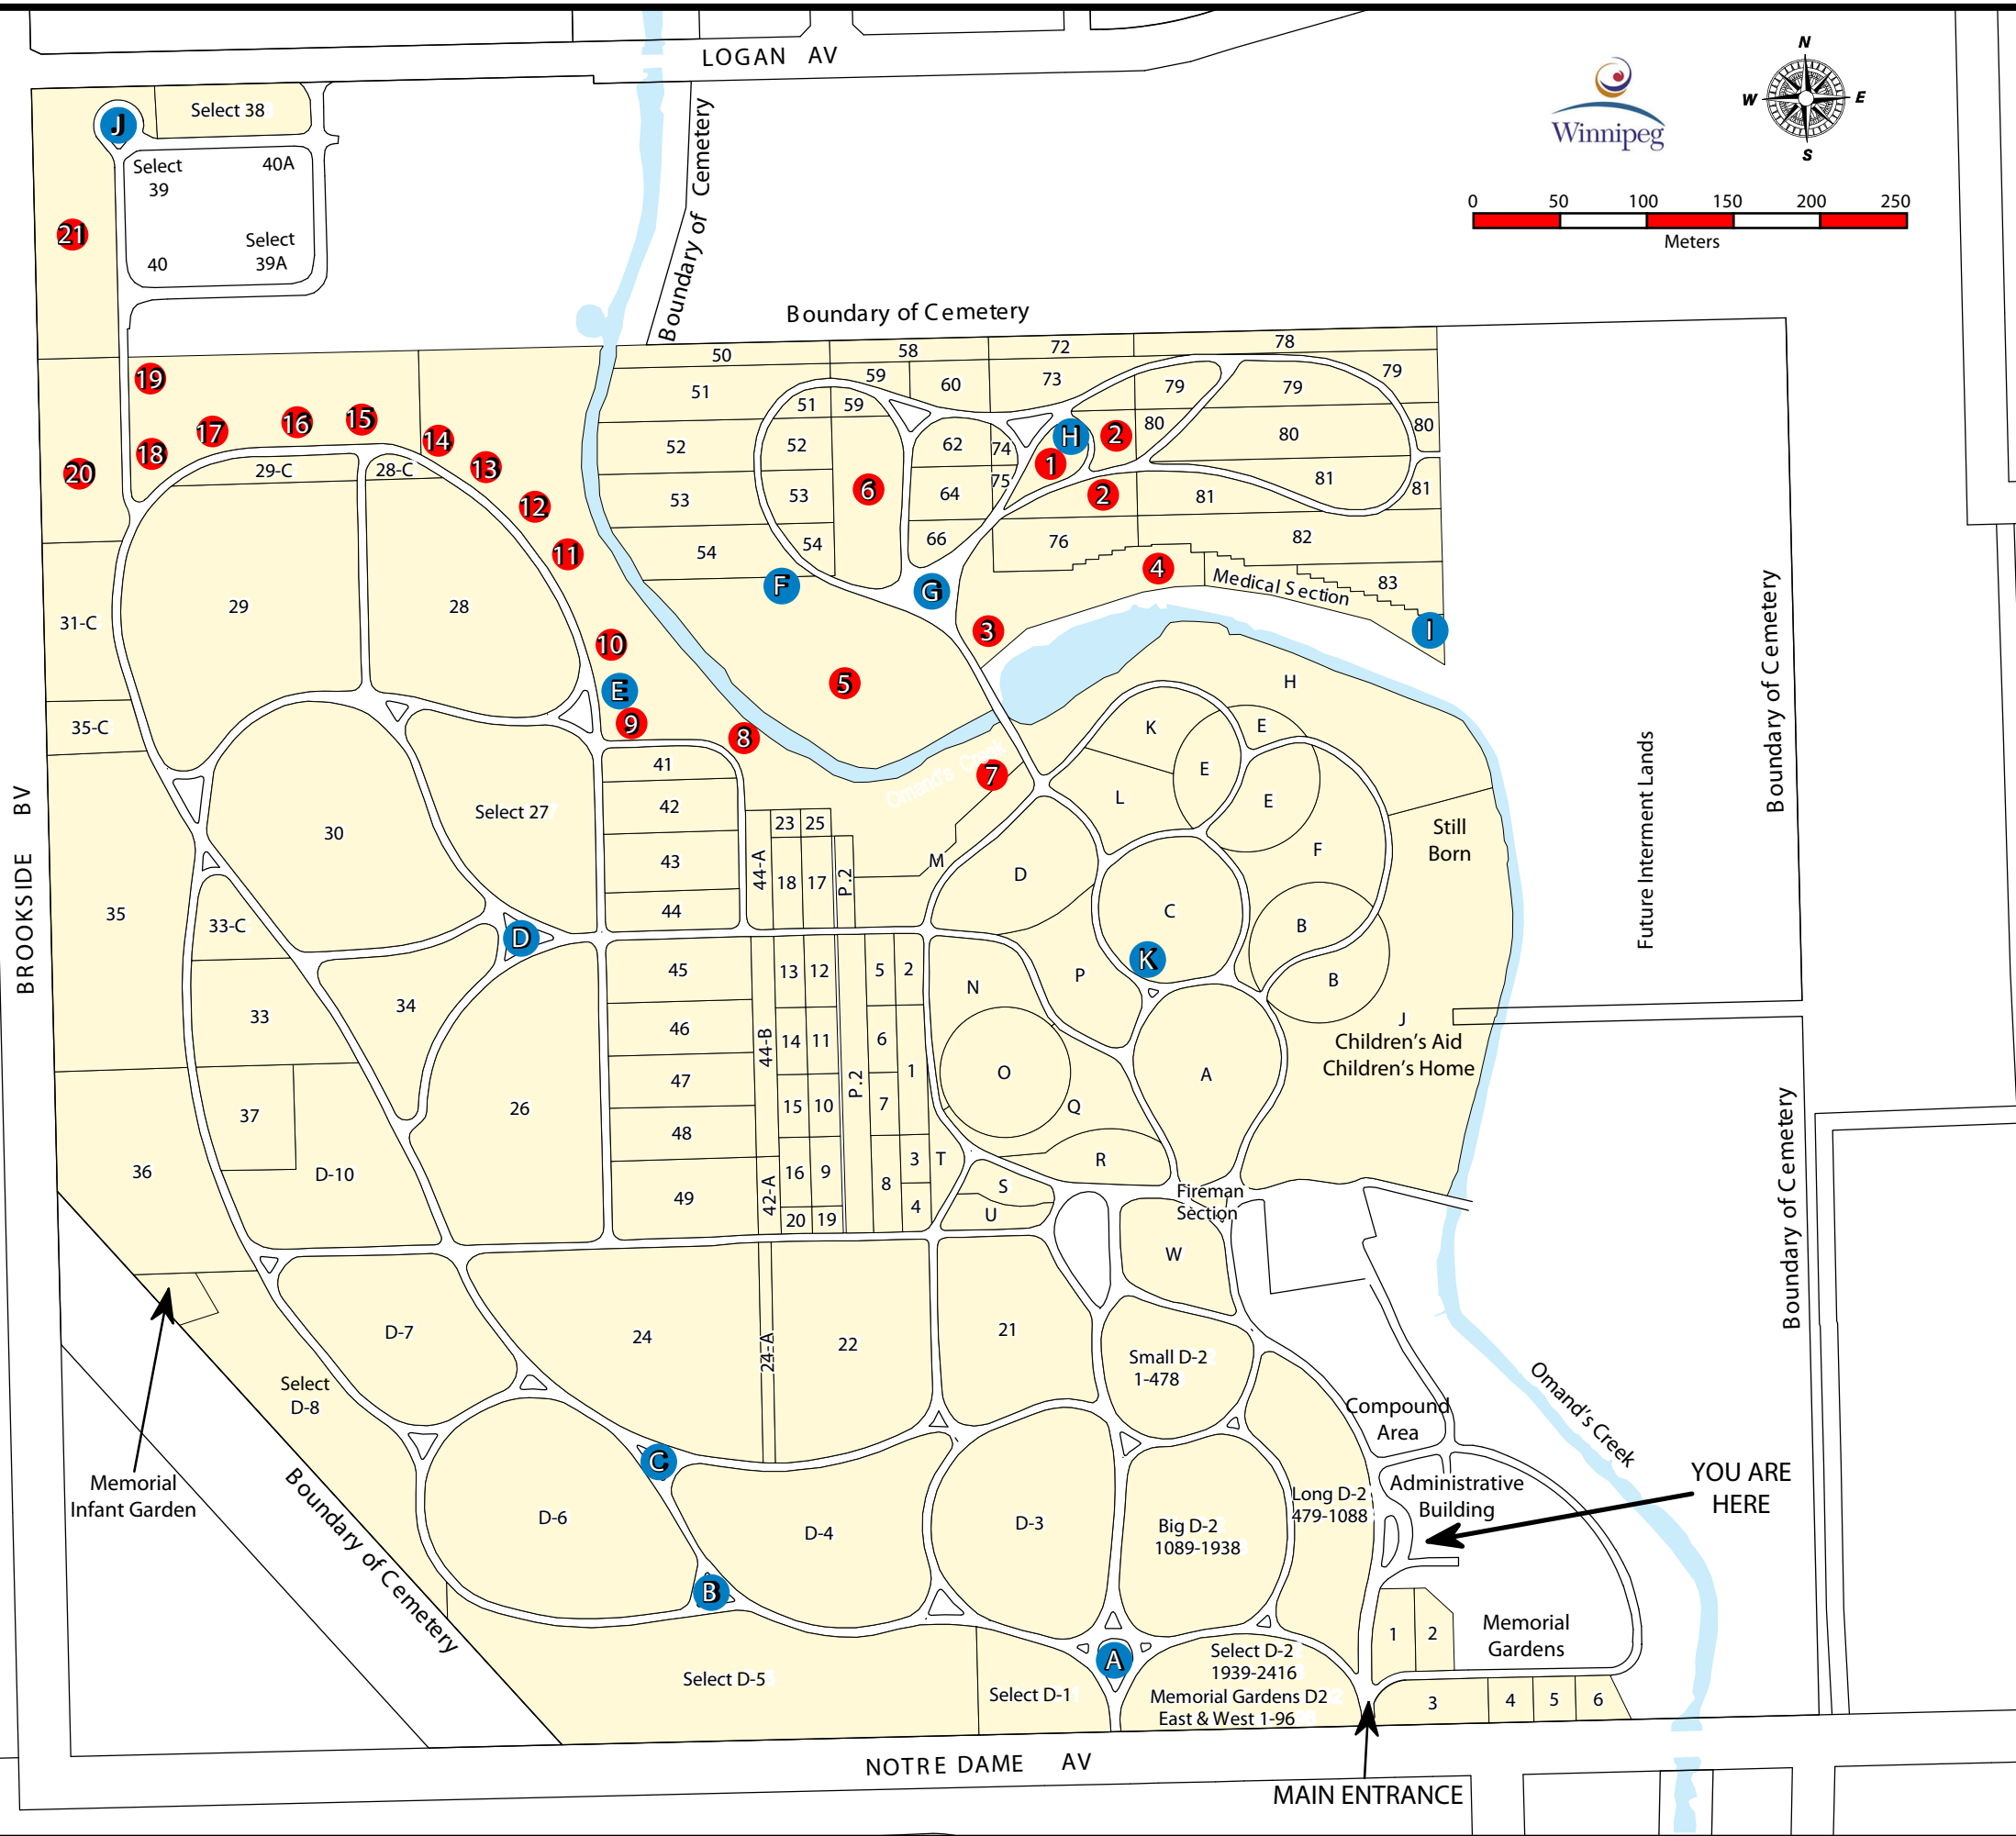 LOGAN AV
N
W
E
S
Winnipeg
0 50 100 150 200 250
Meters
J
Select 38
Select
39
40A
Select
39A
40
21
Boundary of Cemetery
Boundary of Cemetery
19
18
17
16
15
14
13
12
11
10
20
29-C
28-C
50
58
72
78
51
59
60
73
79
79
79
51
59
H
2
80
80
80
52
52
62
74
1
81
81
81
53
53
6
64
75
2
54
54
66
76
82
4
Medical Section
83
F
G
3
I
31-C
29
28
E
9
8
5
Omand's Creek
7
35-C
H
K
E
E
E
L
F
Still
Born
Future Interment Lands
Boundary of Cemetery
BROOKSIDE BV
30
Select 27
41
42
43
44
44-A
23
25
18
17
P.2
M
D
C
K
B
B
35
33-C
D
33
34
26
45
46
47
48
49
44-B
42-A
13
12
14
11
15
10
16
9
20
19
P.2
5
2
6
1
7
3
8
4
N
P
O
Q
A
J
Children's Aid
Children's Home
T
R
S
U
Fireman
Section
W
37
36
D-10
Boundary of Cemetery
D-7
24
24-A
22
21
Small D-2
1-478
Select
D-8
Memorial
Infant Garden
Boundary of Cemetery
C
D-6
D-4
D-3
Big D-2
1089-1938
Long D-2
479-1088
Compound
Area
Administrative
Building
Omand's Creek
YOU ARE
HERE
B
A
Select D-5
Select D-1
Select D-2
1939-2416
Memorial Gardens D2
East & West 1-96
1
2
Memorial
Gardens
3
4
5
6
NOTRE DAME AV
MAIN ENTRANCE